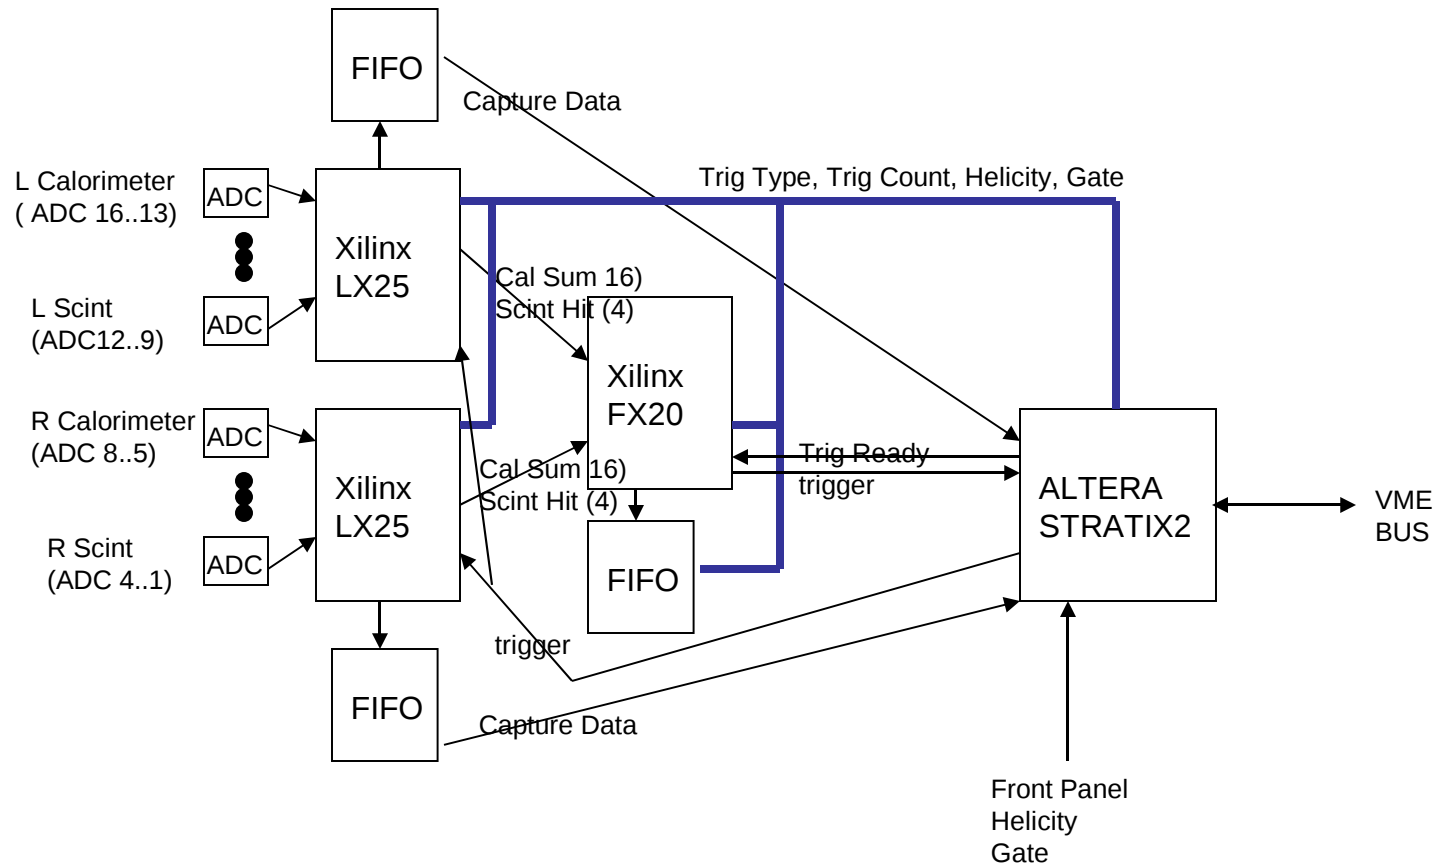 FIFO
Capture Data
Trig Type, Trig Count, Helicity, Gate
L Calorimeter
( ADC 16..13)
ADC
Xilinx
LX25
L Scint
(ADC12..9)
ADC
Cal Sum 16)
Scint Hit (4)
Xilinx
FX20
R Calorimeter
(ADC 8..5)
ADC
Xilinx
LX25
R Scint
(ADC 4..1)
ADC
Cal Sum 16)
Scint Hit (4)
Trig Ready
trigger
ALTERA
STRATIX2
VME
BUS
FIFO
trigger
FIFO
Capture Data
Front Panel
Helicity
Gate